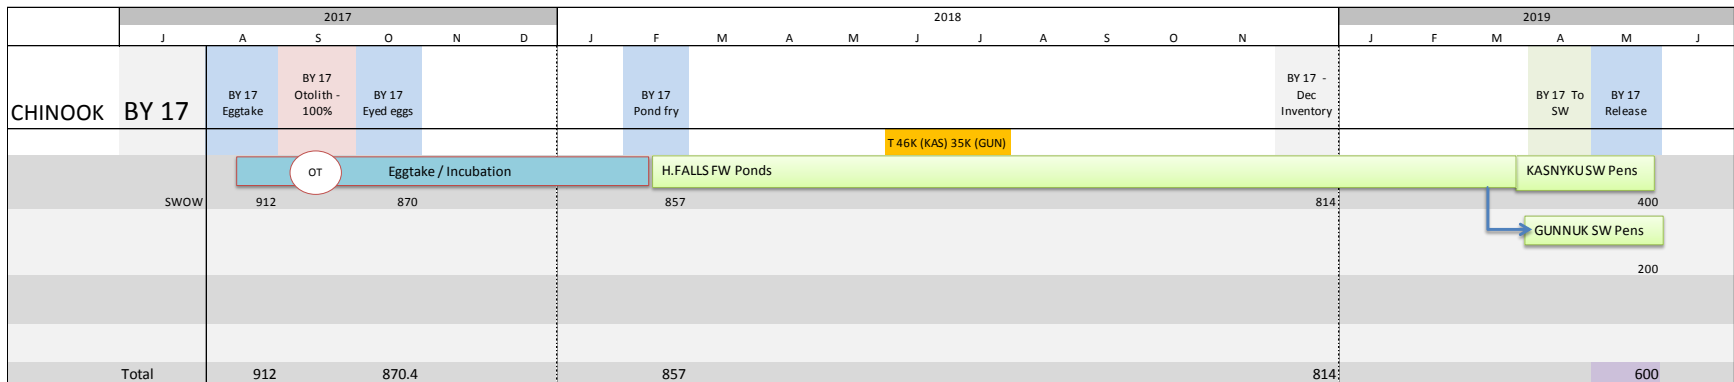 2017 2018 2019
J A S O N D J F M A M J J A S O N J F M A M J
CHINOOK BY 17
BY 17
Eggtake
BY 17
Otolith -
100%
BY 17
Eyed eggs
BY 17
Pond fry
BY 17 -
Dec
Inventory
BY 17 To
SW
BY 17
Release
T 46K (KAS) 35K (GUN)
OT
Eggtake / Incubation
H.FALLS FW Ponds
KASNYKU SW Pens
SWOW 912 870 857 814 400
GUNNUK SW Pens
200
Total 912 870.4 857 814 600